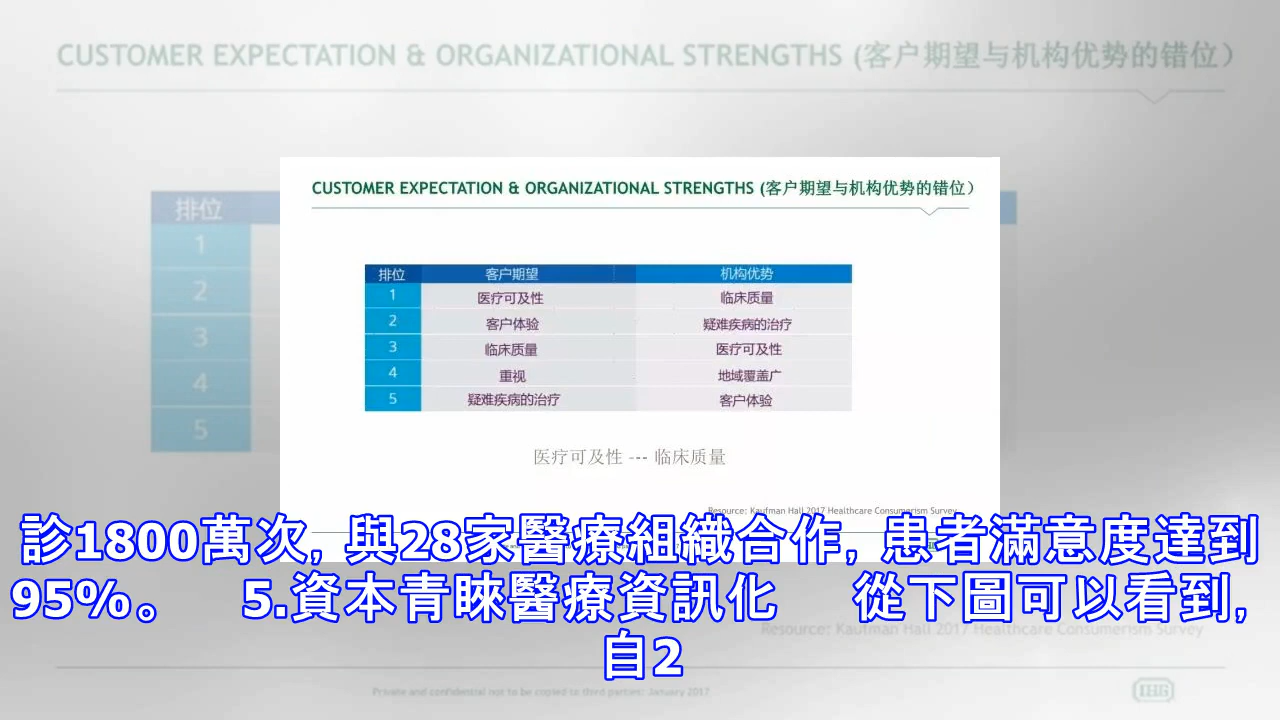 CUSTOMER EXPECTATION & ORGANIZATIONAL STRENGTHS (客户期望与机构优势的错位）
排位
1
2
3
4
5
CUSTOMER EXPECTATION & ORGANIZATIONAL STRENGTHS (客户期望与机构优势的错位）
排位 客户期望 机构优势
1 医疗可及性 临床质量
2 客户体验 疑难疾病的治疗
3 临床质量 医疗可及性
4 重视 地域覆盖广
5 疑难疾病的治疗 客户体验
医疗可及性 --- 临床质量
Resource: Kaufman Hall 2017 Healthcare Consumerism Survey
診1800萬次, 與28家醫療組織合作, 患者滿意度達到
95%。 5.資本青睞醫療資訊化 從下圖可以看到,
自2
Resource: Kaufman Hall 2017 Healthcare Consumerism Survey
Private and confidential not to be copied to third parties: January 2017